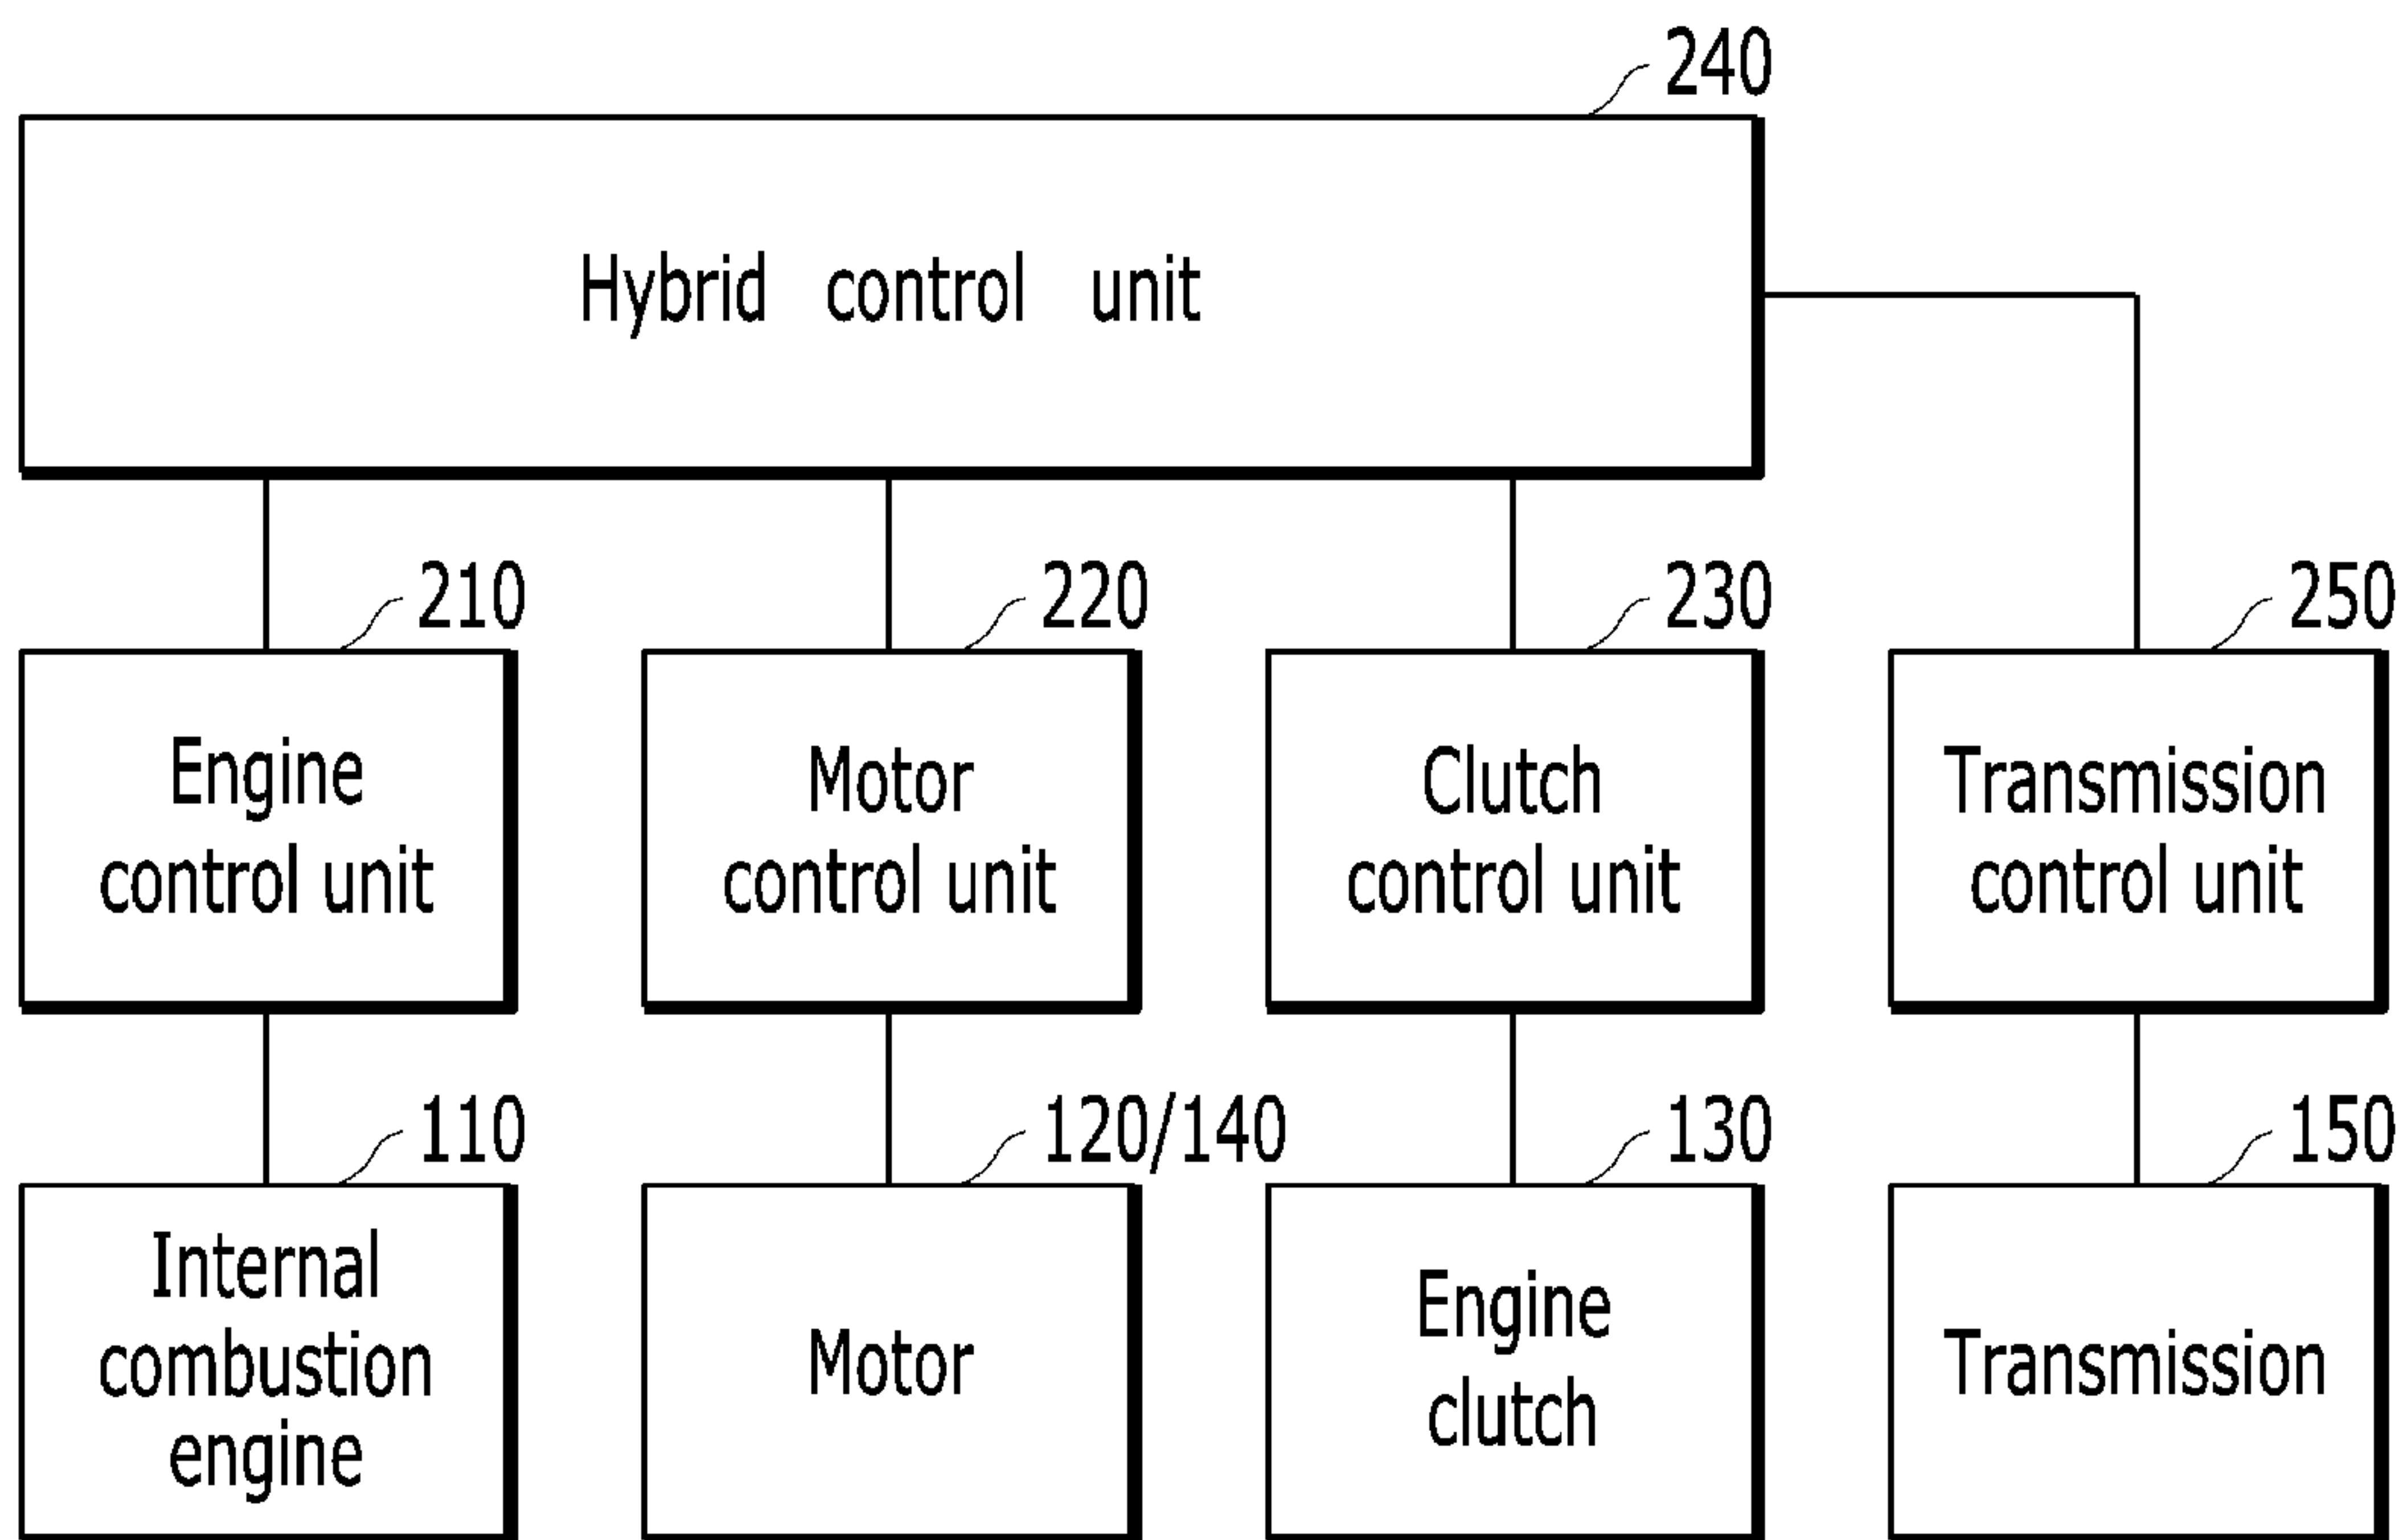 240
Hybrid control unit
210
220
230
250
Engine
control unit
Motor
control unit
Clutch
control unit
Transmission
control unit
110
120/140
130
150
Internal
combustion
engine
Motor
Engine
clutch
Transmission